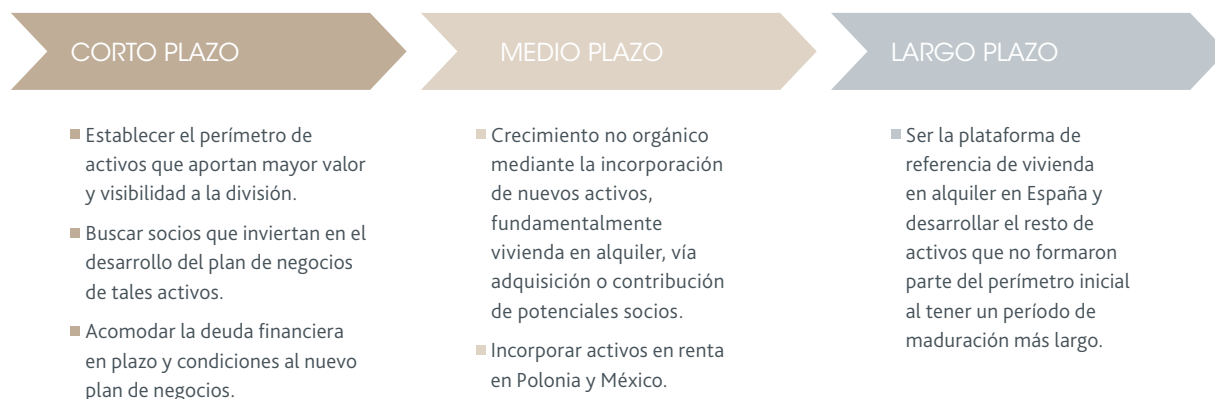 CORTO PLAZO
Establecer el perímetro de
activos que aportan mayor valor
y visibilidad a la división.
Buscar socios que inviertan en el
desarrollo del plan de negocios
de tales activos.
Acomodar la deuda financiera
en plazo y condiciones al nuevo
plan de negocios.
MEDIO PLAZO
Crecimiento no orgánico
mediante la incorporación
de nuevos activos,
fundamentalmente
vivienda en alquiler, vía
adquisición o contribución
de potenciales socios.
Incorporar activos en renta
en Polonia y México.
LARGO PLAZO
Ser la plataforma de
referencia de vivienda
en alquiler en España y
desarrollar el resto de
activos que no formaron
parte del perímetro inicial
al tener un período de
maduración más largo.